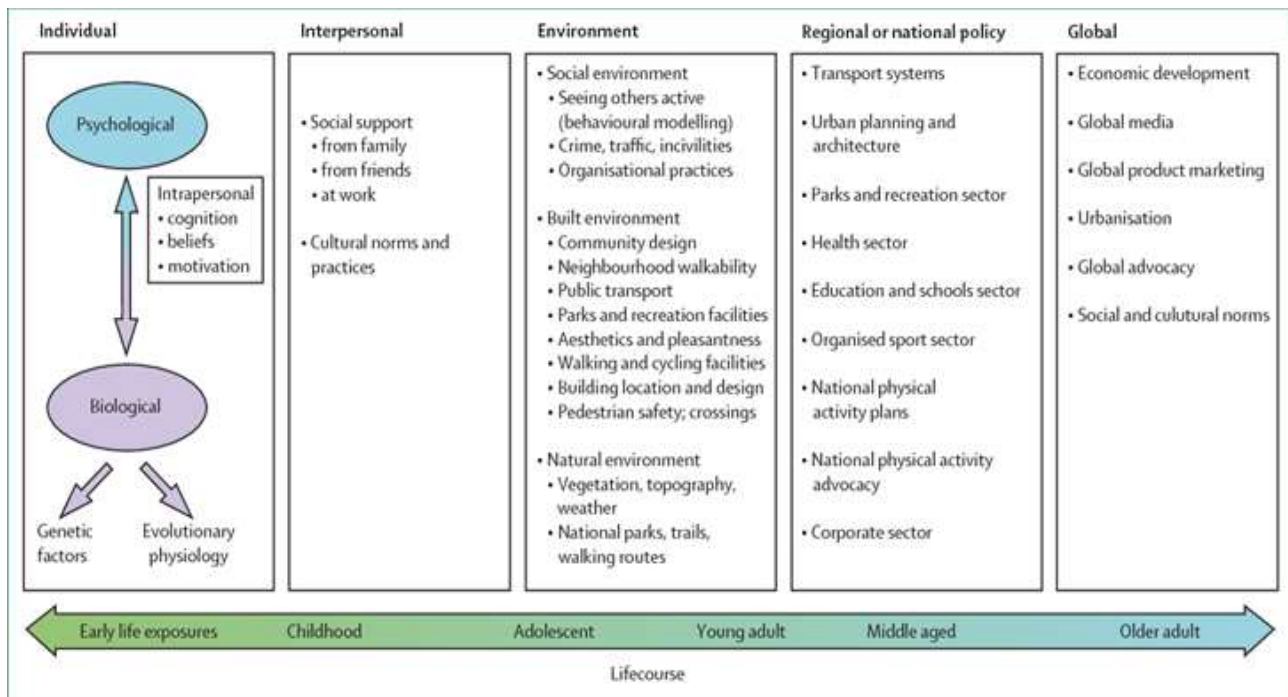 Individual
Psychological
Intrapersonal
• cognition
• beliefs
• motivation
Biological
Genetic
factors
Evolutionary
physiology
Interpersonal
• Social support
• from family
• from friends
• at work
• Cultural norms and
practices
Environment
• Social environment
• Seeing others active
(behavioural modelling)
• Crime, traffic, incivilities
• Organisational practices
• Built environment
• Community design
• Neighbourhood walkability
• Public transport
• Parks and recreation facilities
• Aesthetics and pleasantness
• Walking and cycling facilities
• Building location and design
• Pedestrian safety; crossings
• Natural environment
• Vegetation, topography,
weather
• National parks, trails,
walking routes
Regional or national policy
• Transport systems
• Urban planning and
architecture
• Parks and recreation sector
• Health sector
• Education and schools sector
• Organised sport sector
• National physical
activity plans
• National physical activity
advocacy
• Corporate sector
Global
• Economic development
• Global media
• Global product marketing
• Urbanisation
• Global advocacy
• Social and culutural norms
Early life exposures
Childhood
Adolescent
Young adult
Middle aged
Older adult
Lifecourse